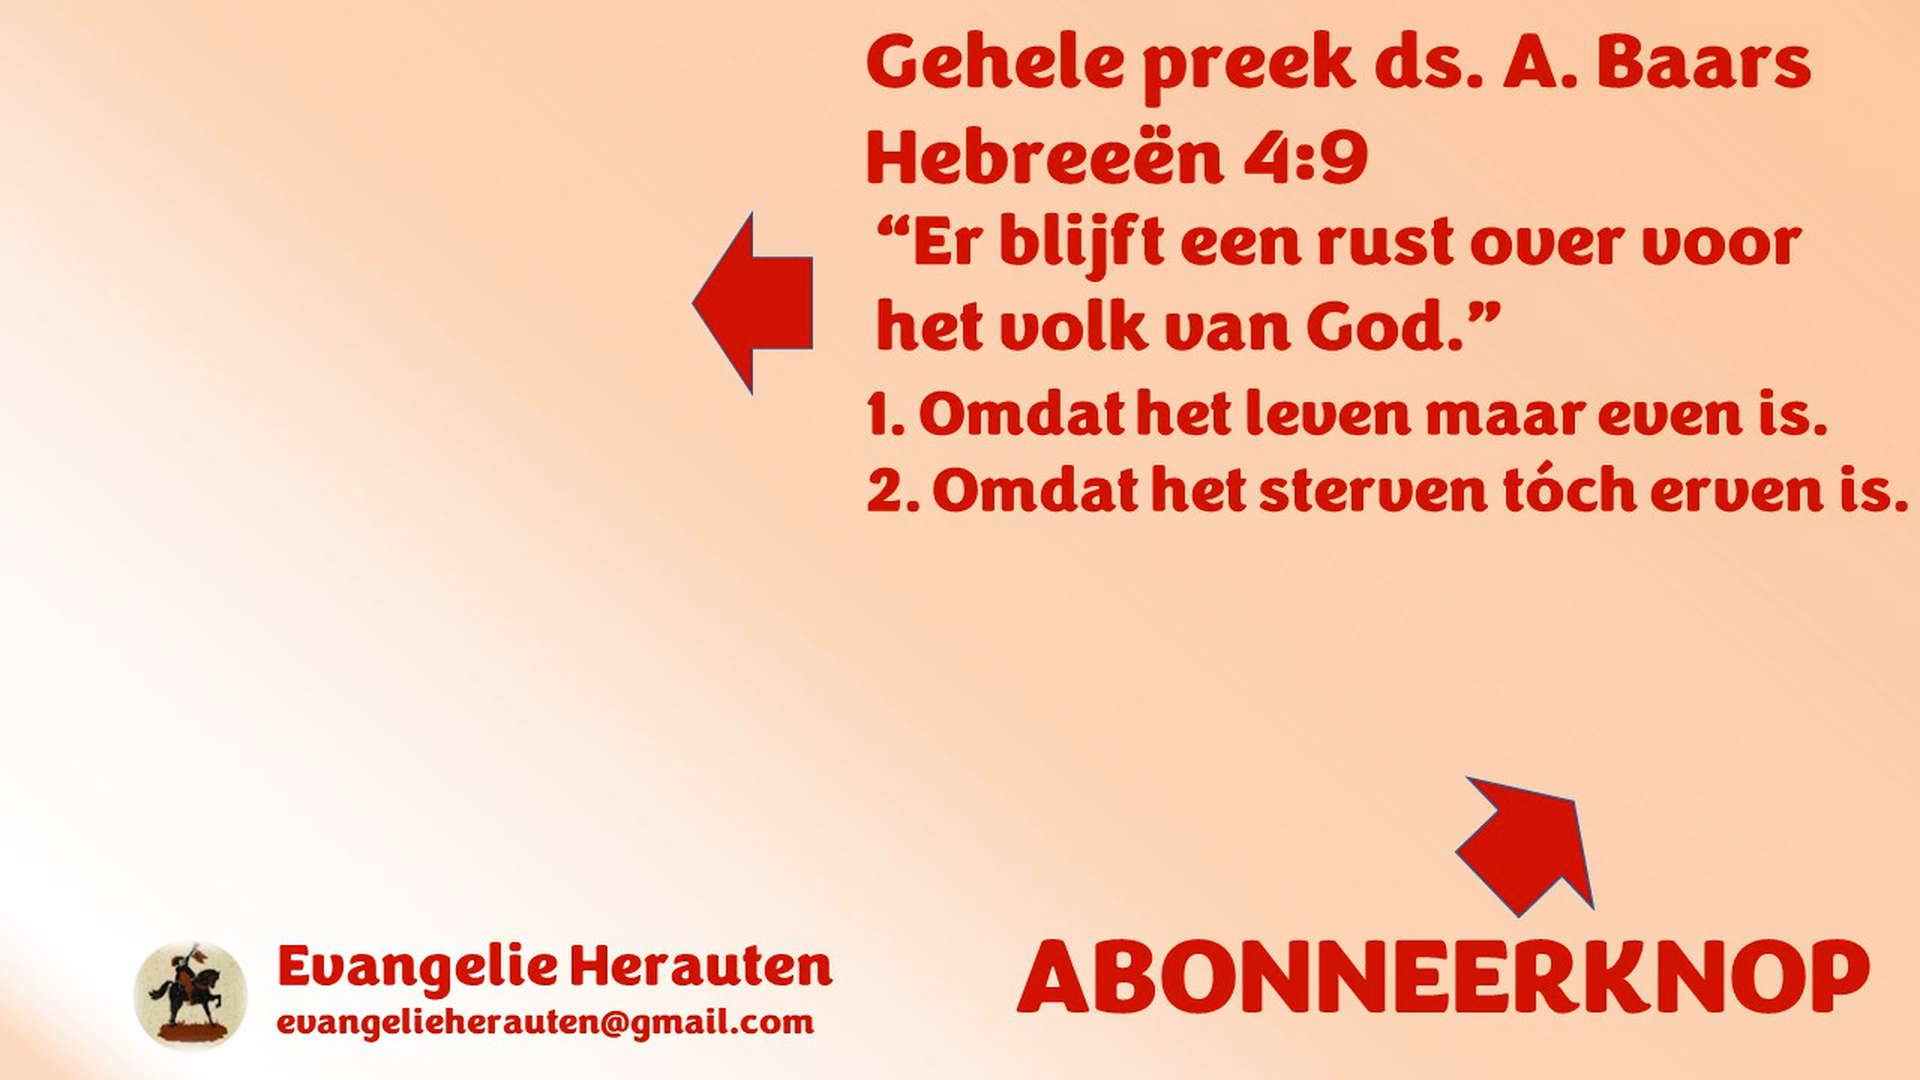 Gehele preek ds. A. Baars
Hebreeën 4:9
“Er blijft een rust over voor
het volk van God.”
1. Omdat het leven maar even is.
2. Omdat het sterven tóch erven is.
Evangelie Herauten
evangelieherauten@gmail.com
ABONNEERKNOP